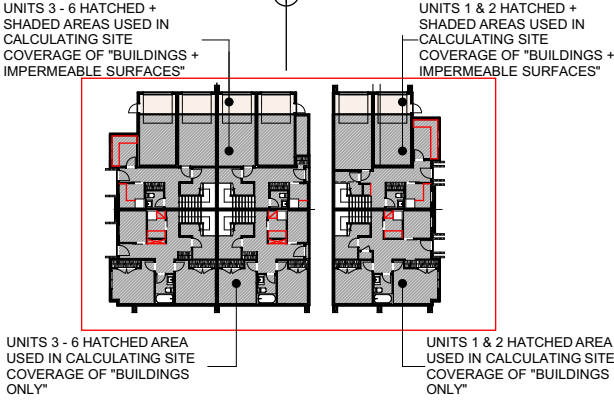 UNITS 3 - 6 HATCHED +
SHADED AREAS USED IN
CALCULATING SITE
COVERAGE OF "BUILDINGS +
IMPERMEABLE SURFACES"
UNITS 1 & 2 HATCHED +
SHADED AREAS USED IN
CALCULATING SITE
COVERAGE OF "BUILDINGS +
IMPERMEABLE SURFACES"
UNITS 3 - 6 HATCHED AREA
USED IN CALCULATING SITE
COVERAGE OF "BUILDINGS
ONLY"
UNITS 1 & 2 HATCHED AREA
USED IN CALCULATING SITE
COVERAGE OF "BUILDINGS
ONLY"